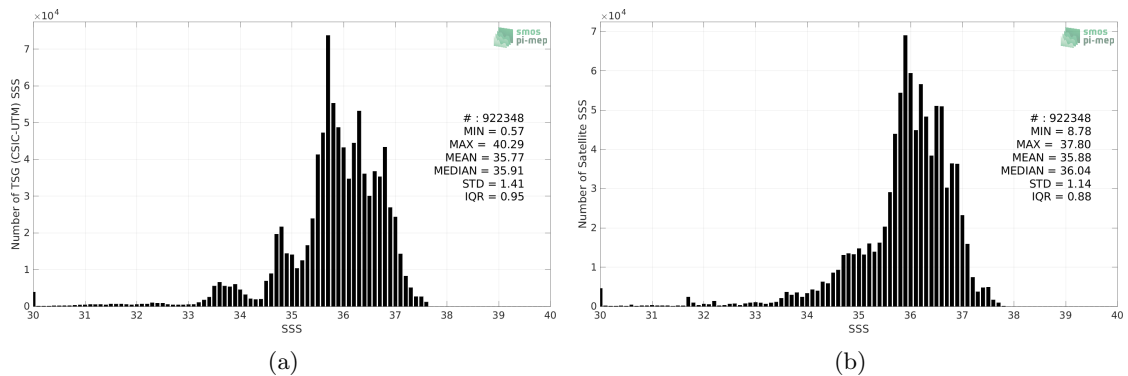 ×10⁴
7
6
5
4
3
2
1
0
Number of TSG (CSIC-UTM) SSS
30 31 32 33 34 35 36 37 38 39 40
SSS
smos
pi-mep
# : 922348
MIN = 0.57
MAX = 40.29
MEAN = 35.77
MEDIAN = 35.91
STD = 1.41
IQR = 0.95
(a)
×10⁴
7
6
5
4
3
2
1
0
Number of Satellite SSS
30 31 32 33 34 35 36 37 38 39 40
SSS
smos
pi-mep
# : 922348
MIN = 8.78
MAX = 37.80
MEAN = 35.88
MEDIAN = 36.04
STD = 1.14
IQR = 0.88
(b)